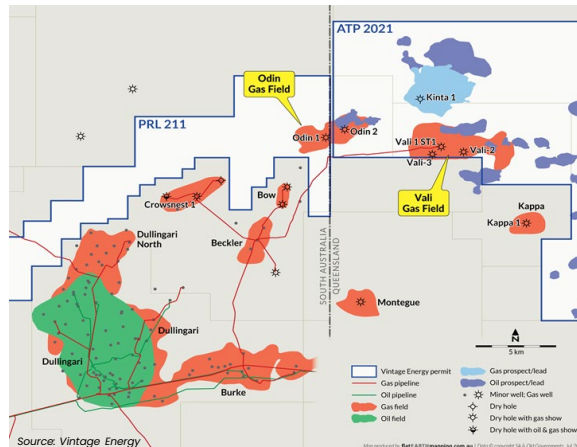 ATP 2021
Odin
Gas Field
Kinta 1
PRL 211
Odin 1
Odin 2
Vali 1 ST1
Vali-2
Vali-3
Bow
Crowsnest 1
Vali
Gas Field
Kappa
Kappa 1
Beckler
Dullingari
North
SOUTH AUSTRALIA
QUEENSLAND
Montegue
Dullingari
Dullingari
Burke
N
5 km
Vintage Energy permit
Gas pipeline
Oil pipeline
Gas field
Oil field
Gas prospect/lead
Oil prospect/lead
Minor well; Gas well
Dry hole
Dry hole with gas show
Dry hole with oil & gas show
Source: Vintage Energy